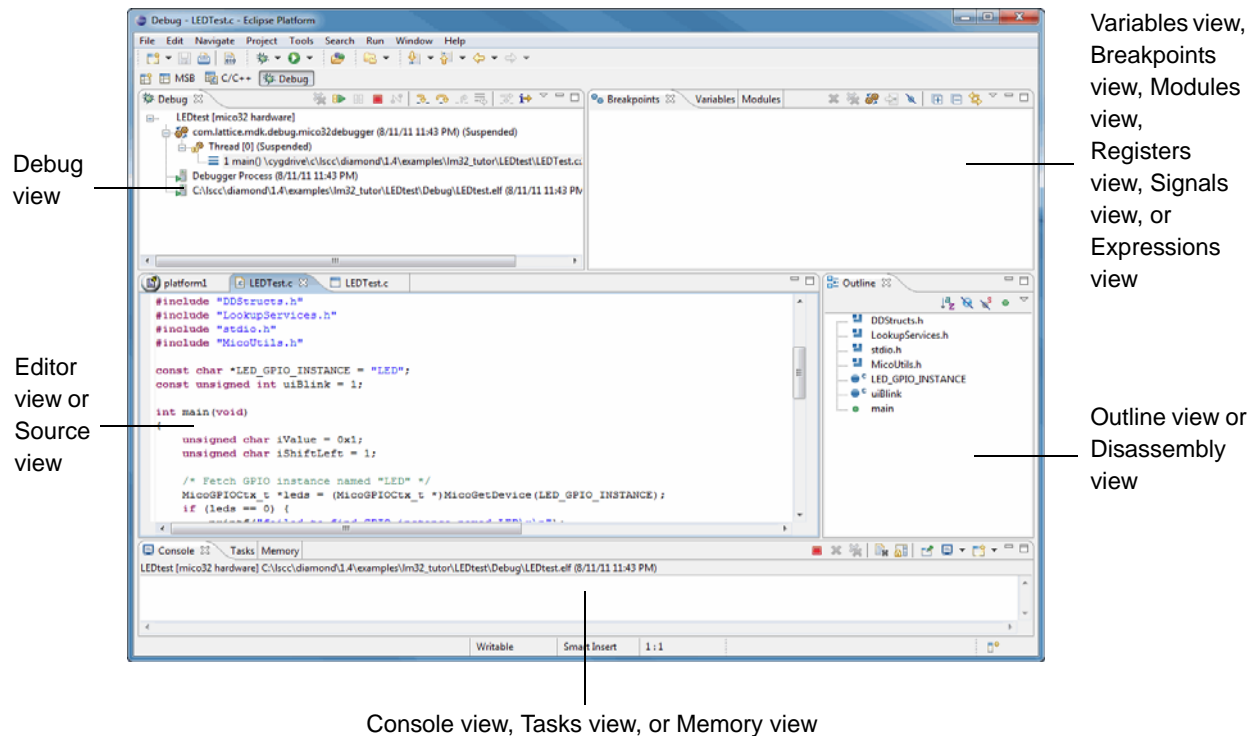 Debug - LEDTest.c - Eclipse Platform
File Edit Navigate Project Tools Search Run Window Help
MSB C/C++ Debug
Debug
LEDtest [mico32 hardware]
com.lattice.mdk.debug.mico32debugger (8/11/11 11:43 PM) (Suspended)
Thread [0] (Suspended)
1 main() \cygdrive\c\lscc\diamond\1.4\examples\lm32_tutor\LEDtest\LEDTest.c:
Debugger Process (8/11/11 11:43 PM)
C:\lscc\diamond\1.4\examples\lm32_tutor\LEDtest\Debug\LEDtest.elf (8/11/11 11:43 PM
Breakpoints Variables Modules
Variables view,
Breakpoints
view, Modules
view,
Registers
view, Signals
view, or
Expressions
view
Debug
view
platform1 LEDTest.c LEDTest.c
#include "DDStructs.h"
#include "LookupServices.h"
#include "stdio.h"
#include "MicoUtils.h"
const char *LED_GPIO_INSTANCE = "LED";
const unsigned int uiBlink = 1;
int main(void)
{
unsigned char iValue = 0x1;
unsigned char iShiftLeft = 1;
/* Fetch GPIO instance named "LED" */
MicoGPIOCtx_t *leds = (MicoGPIOCtx_t *)MicoGetDevice(LED_GPIO_INSTANCE);
if (leds == 0) {
Outline
DDStructs.h
LookupServices.h
stdio.h
MicoUtils.h
LED_GPIO_INSTANCE
uiBlink
main
Editor
view or
Source
view
Outline view or
Disassembly
view
Console Tasks Memory
LEDtest [mico32 hardware] C:\lscc\diamond\1.4\examples\lm32_tutor\LEDtest\Debug\LEDtest.elf (8/11/11 11:43 PM)
Writable Smart Insert 1:1
Console view, Tasks view, or Memory view